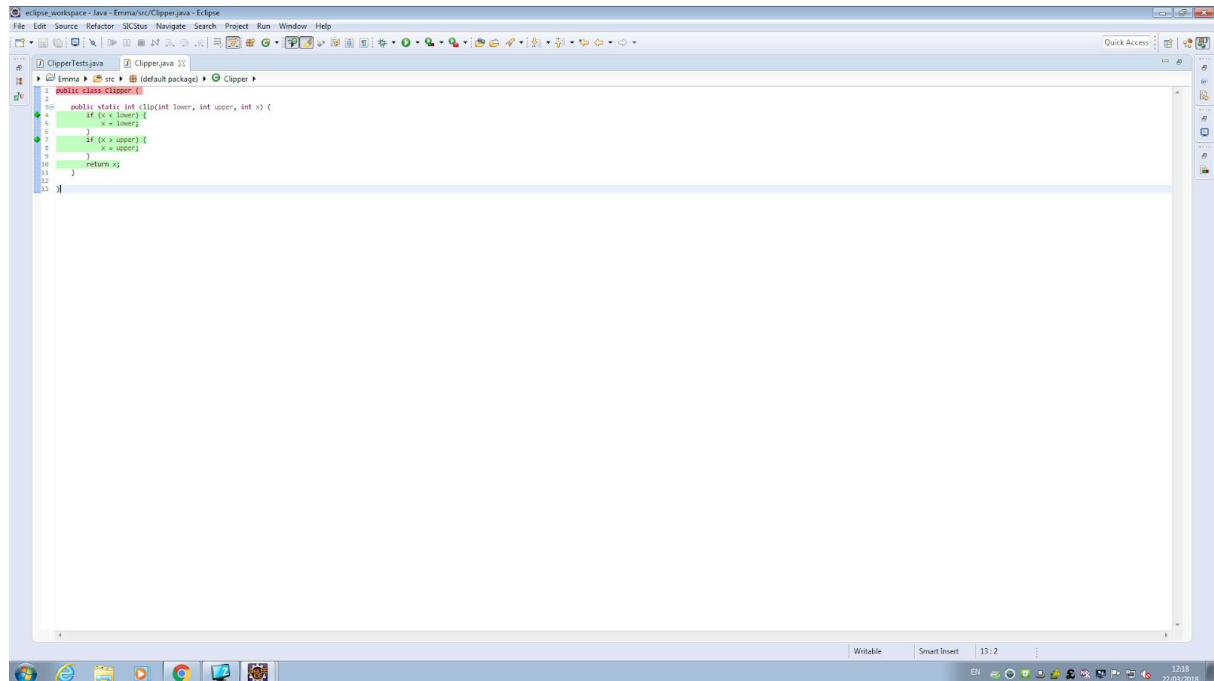 eclipse_workspace - Java - Emma/src/Clipper.java - Eclipse
File Edit Source Refactor SICStus Navigate Search Project Run Window Help
Quick Access
ClipperTests.java Clipper.java
Emma src (default package) Clipper
1 public class Clipper {
2
3 public static int clip(int lower, int upper, int x) {
4 if (x < lower) {
5 x = lower;
6 }
7 if (x > upper) {
8 x = upper;
9 }
10 return x;
11 }
12
13 }
Writable Smart Insert 13 : 2
EN 12:18
22/03/2018